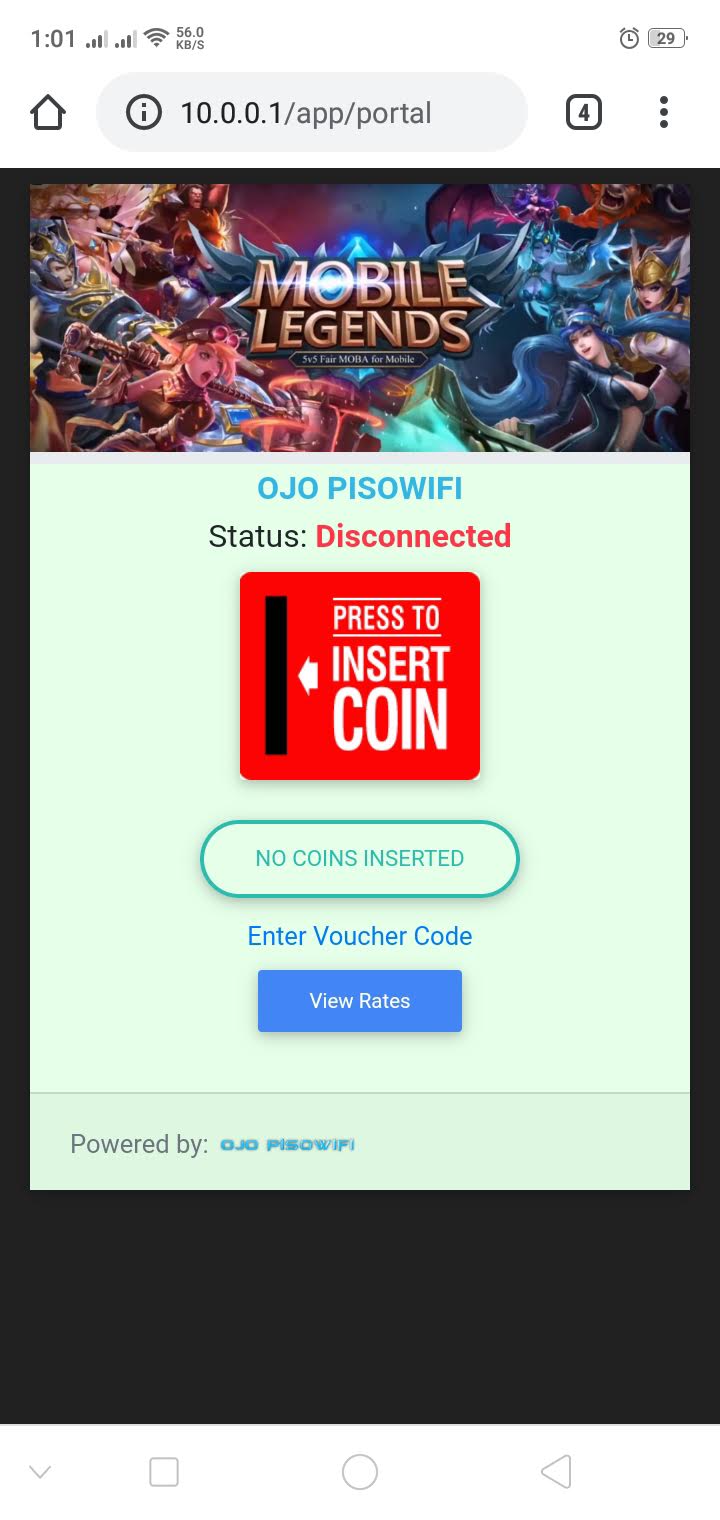 1:01 56.0 KB/S 29
10.0.0.1/app/portal 4
MOBILE
LEGENDS
5v5 Fair MOBA for Mobile
OJO PISOWIFI
Status: Disconnected
PRESS TO
INSERT
COIN
NO COINS INSERTED
Enter Voucher Code
View Rates
Powered by: OJO PISOWIFI